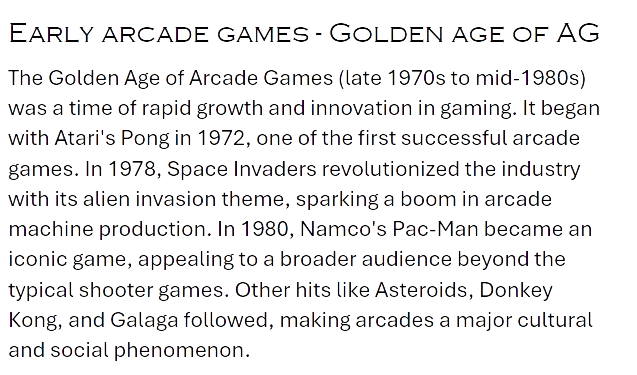 Early arcade games - Golden age of AG
The Golden Age of Arcade Games (late 1970s to mid-1980s)
was a time of rapid growth and innovation in gaming. It began
with Atari's Pong in 1972, one of the first successful arcade
games. In 1978, Space Invaders revolutionized the industry
with its alien invasion theme, sparking a boom in arcade
machine production. In 1980, Namco's Pac-Man became an
iconic game, appealing to a broader audience beyond the
typical shooter games. Other hits like Asteroids, Donkey
Kong, and Galaga followed, making arcades a major cultural
and social phenomenon.